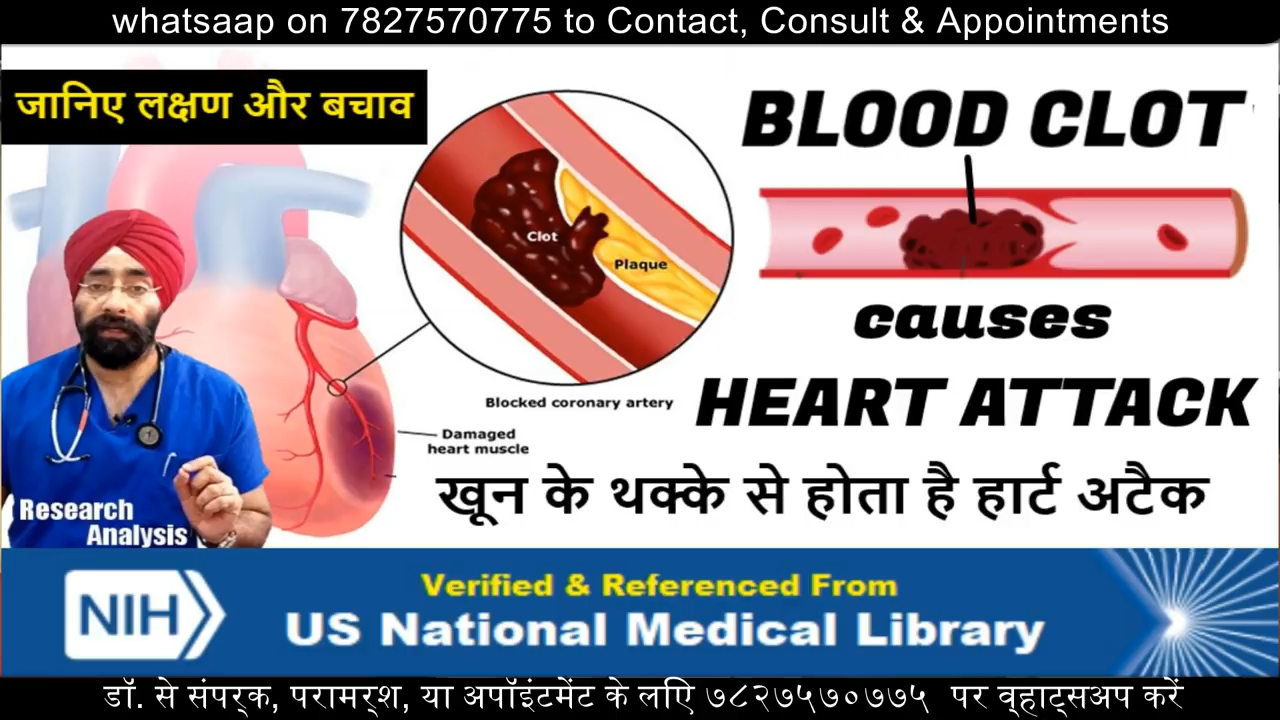 whatsaap on 7827570775 to Contact, Consult & Appointments
जानिए लक्षण और बचाव
BLOOD CLOT
Clot
Plaque
causes
Blocked coronary artery
HEART ATTACK
Damaged
heart muscle
खून के थक्के से होता है हार्ट अटैक
Research
Analysis
NIH
Verified & Referenced From
US National Medical Library
डॉ. से संपर्क, परामर्श, या अपॉइंटमेंट के लिए ७८२७५७०७७५ पर व्हाट्सअप करें